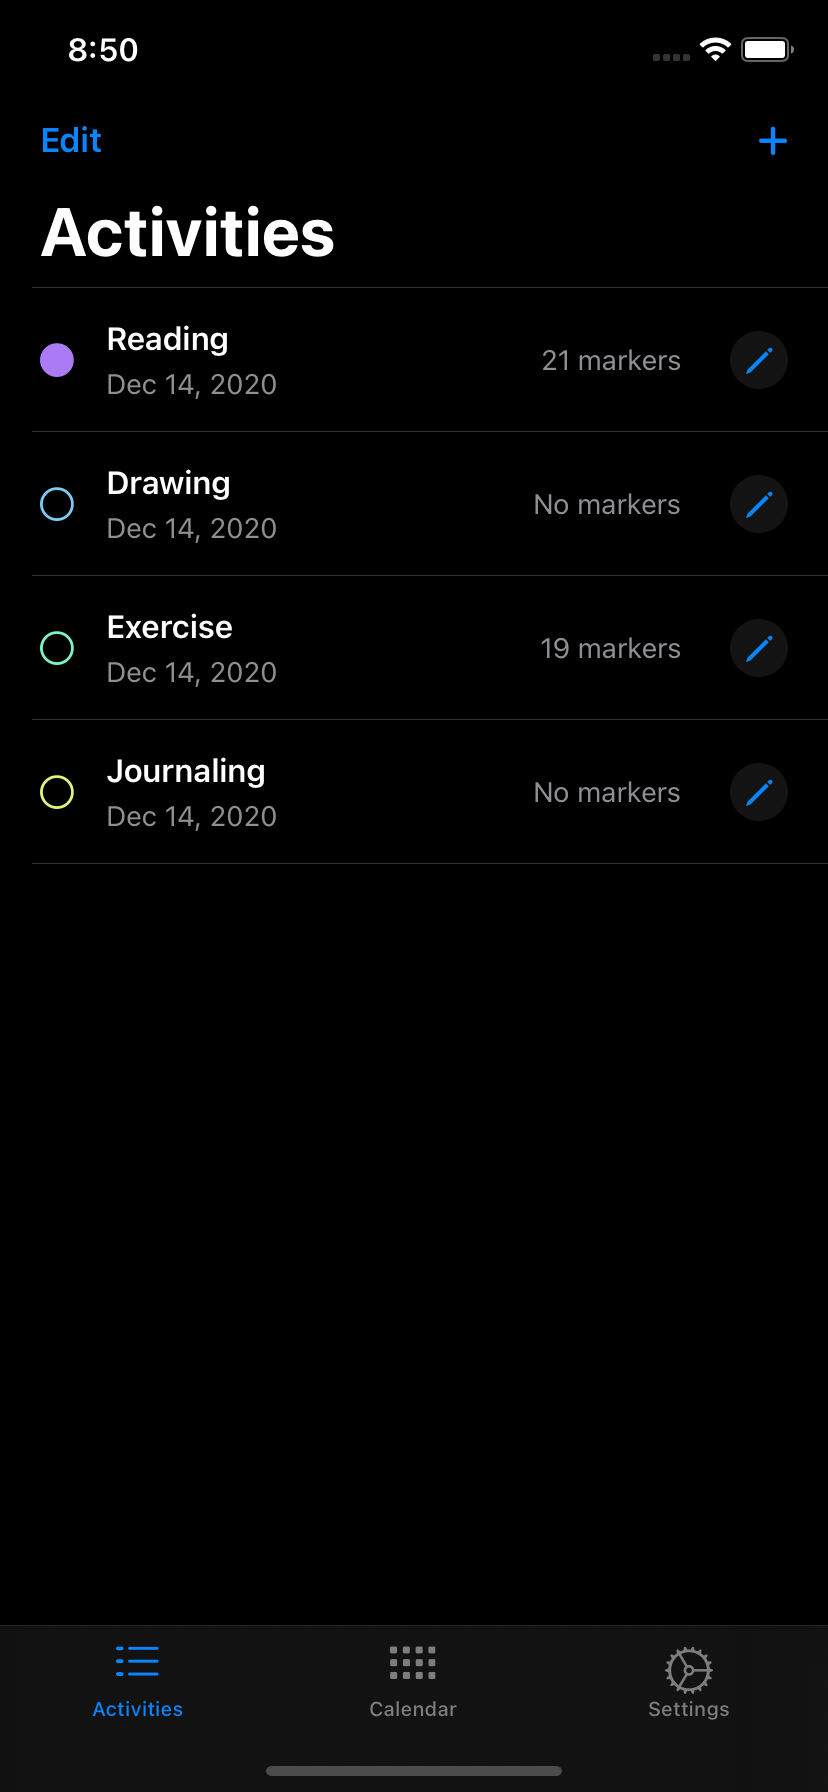 8:50
Edit
Activities
Reading
Dec 14, 2020
21 markers
Drawing
Dec 14, 2020
No markers
Exercise
Dec 14, 2020
19 markers
Journaling
Dec 14, 2020
No markers
Activities
Calendar
Settings